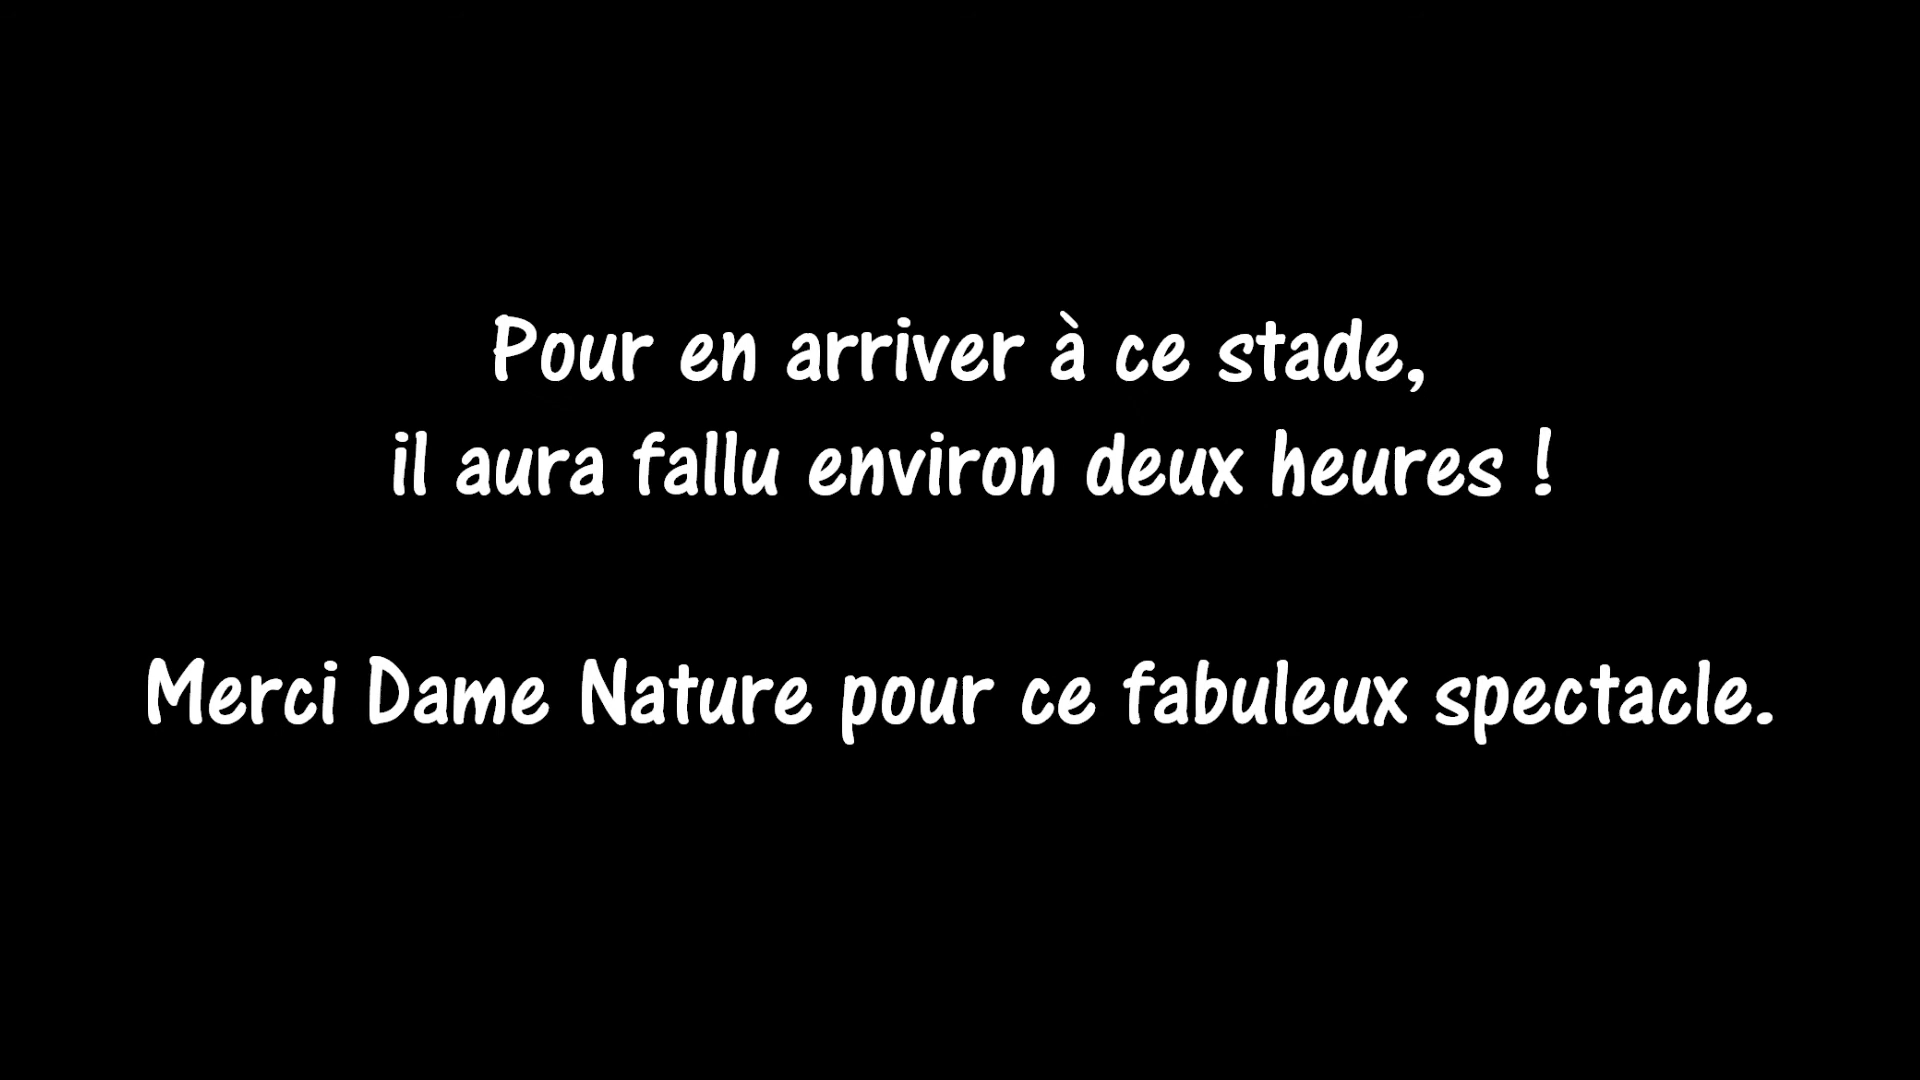 Pour en arriver à ce stade,
il aura fallu environ deux heures !
Merci Dame Nature pour ce fabuleux spectacle.